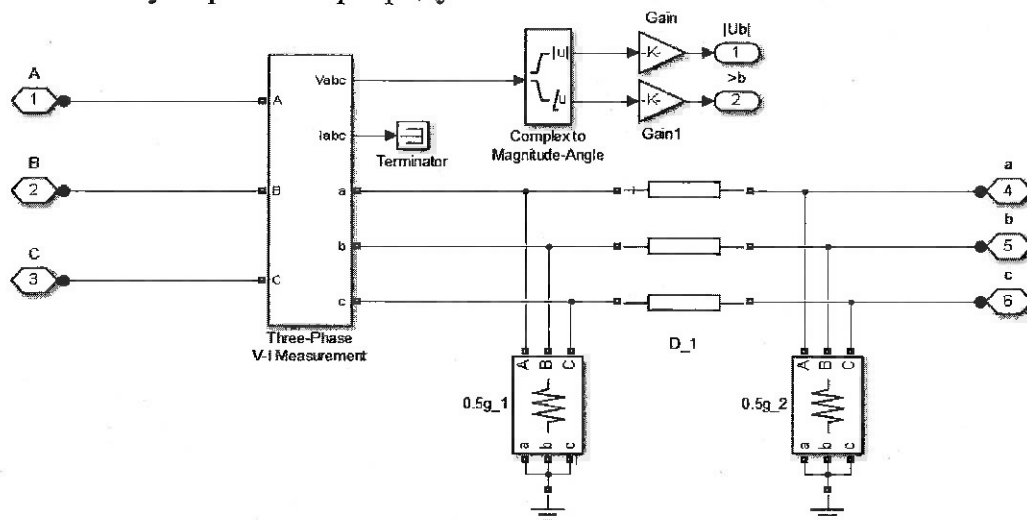 Gain
|Ub|
-K-
1
|u|
A
1
Vabc
>b
-K-
2
∠u
A
Iabc
Gain1
Terminator
Complex to
Magnitude-Angle
B
2
B
a
a
4
b
b
5
C
3
C
c
c
6
Three-Phase
V-I Measurement
D_1
A B C
0.5g_1
a b c
A B C
0.5g_2
a b c